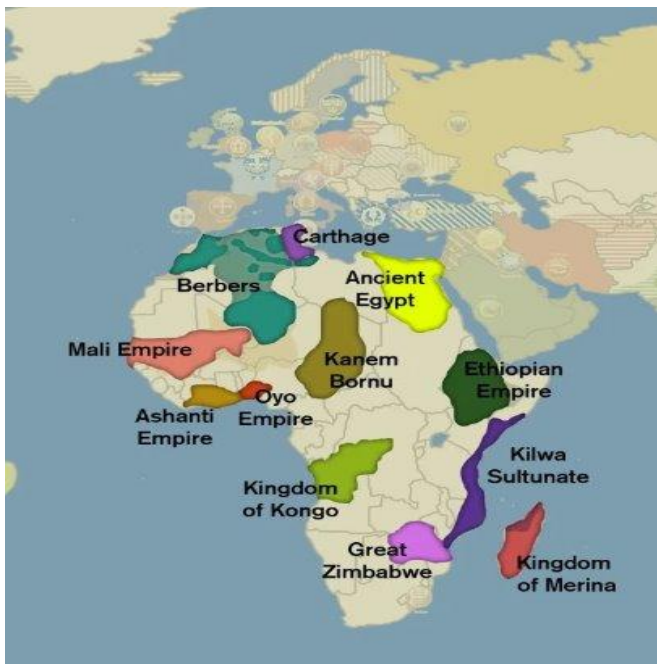 Carthage
Berbers
Ancient
Egypt
Mali Empire
Kanem
Bornu
Ethiopian
Empire
Ashanti
Empire
Oyo
Empire
Kilwa
Sultunate
Kingdom
of Kongo
Great
Zimbabwe
Kingdom
of Merina